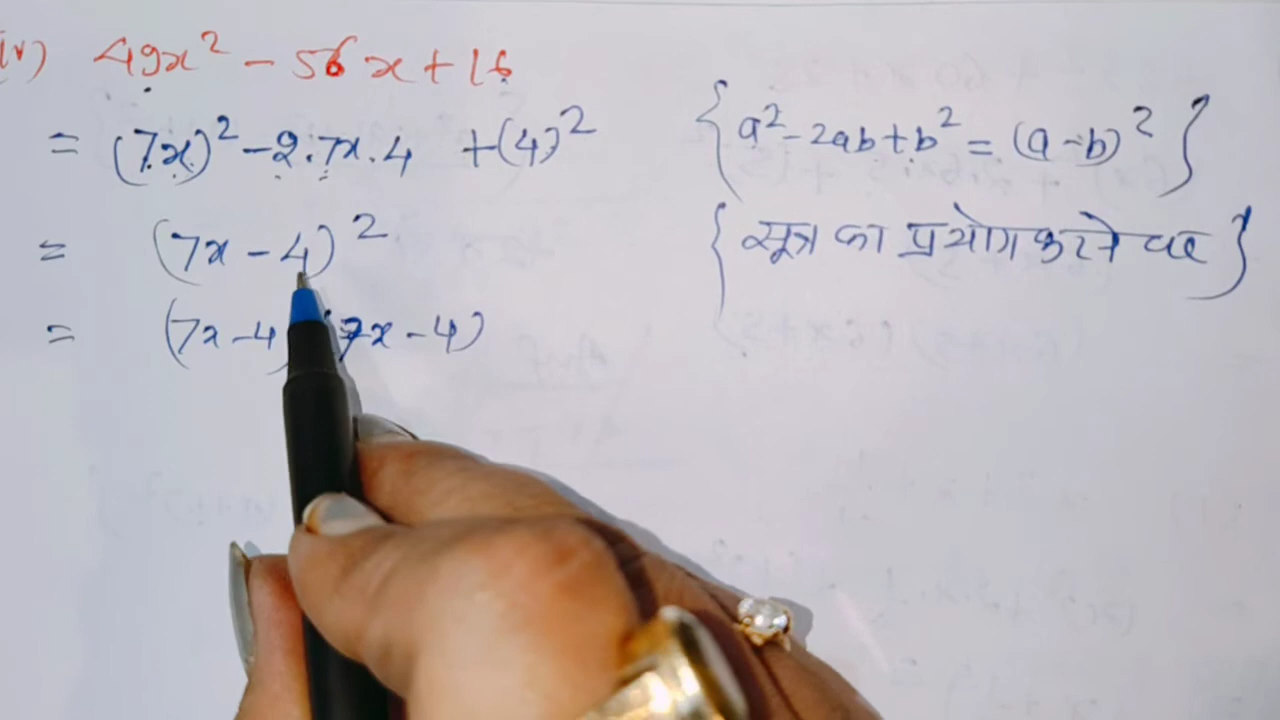 (iv) 49x² - 56x + 16
= (7x)² - 2.7x.4 + (4)² { a² - 2ab + b² = (a - b)² }
= (7x - 4)² { सूत्र का प्रयोग करने पर }
= (7x - 4) (7x - 4)